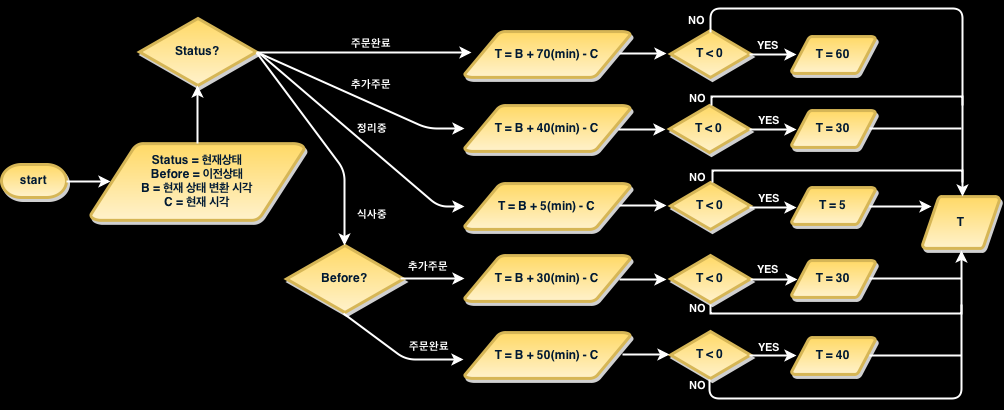 start
Status = 현재상태
Before = 이전상태
B = 현재 상태 변환 시각
C = 현재 시각
Status?
주문완료
T = B + 70(min) - C
T < 0
NO
YES
T = 60
추가주문
T = B + 40(min) - C
T < 0
NO
YES
T = 30
정리중
T = B + 5(min) - C
T < 0
NO
YES
T = 5
T
식사중
Before?
추가주문
T = B + 30(min) - C
T < 0
YES
NO
T = 30
주문완료
T = B + 50(min) - C
T < 0
YES
NO
T = 40